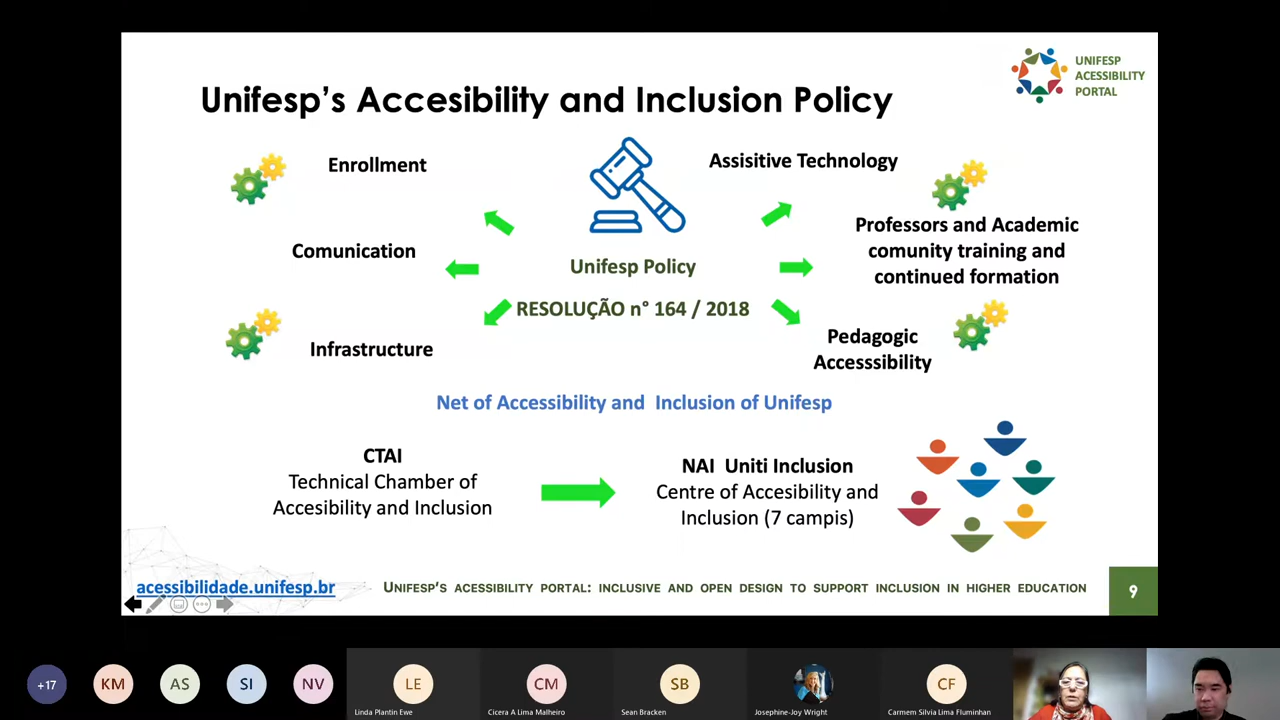 UNIFESP
ACESSIBILITY
PORTAL
Unifesp's Accesibility and Inclusion Policy
Enrollment
Comunication
Infrastructure
Unifesp Policy
RESOLUÇÃO n° 164 / 2018
Assisitive Technology
Professors and Academic
comunity training and
continued formation
Pedagogic
Accesssibility
Net of Accessibility and Inclusion of Unifesp
CTAI
Technical Chamber of
Accesibility and Inclusion
NAI Uniti Inclusion
Centre of Accesibility and
Inclusion (7 campis)
acessibilidade.unifesp.br
UNIFESP'S ACESSIBILITY PORTAL: INCLUSIVE AND OPEN DESIGN TO SUPPORT INCLUSION IN HIGHER EDUCATION
9
+17
KM
AS
SI
NV
LE
CM
SB
CF
Linda Plantin Ewe
Cicera A Lima Malheiro
Sean Bracken
Josephine-Joy Wright
Carmem Silvia Lima Fluminhan